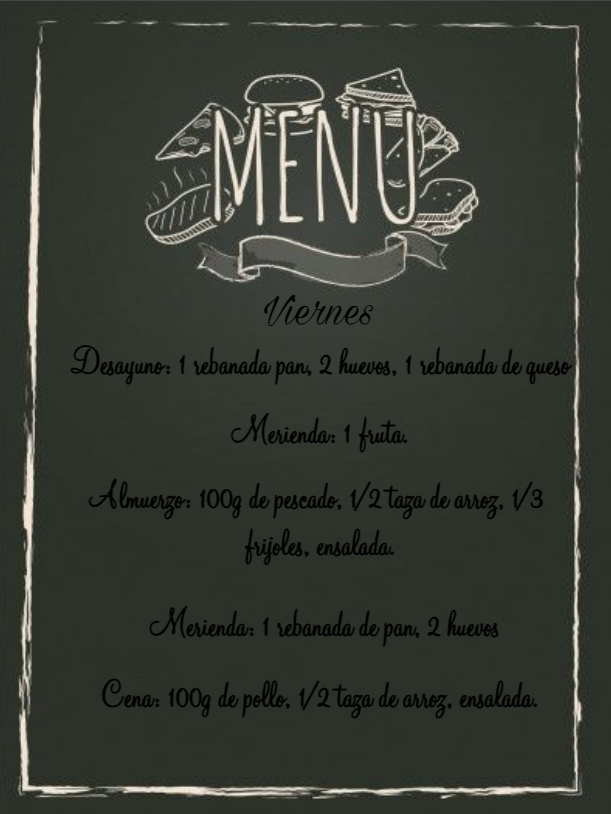 MENU
Viernes
Desayuno: 1 rebanada pan, 2 huevos, 1 rebanada de queso
Merienda: 1 fruta.
Almuerzo: 100g de pescado, 1/2 taza de arroz, 1/3
frijoles, ensalada.
Merienda: 1 rebanada de pan, 2 huevos
Cena: 100g de pollo, 1/2 taza de arroz, ensalada.